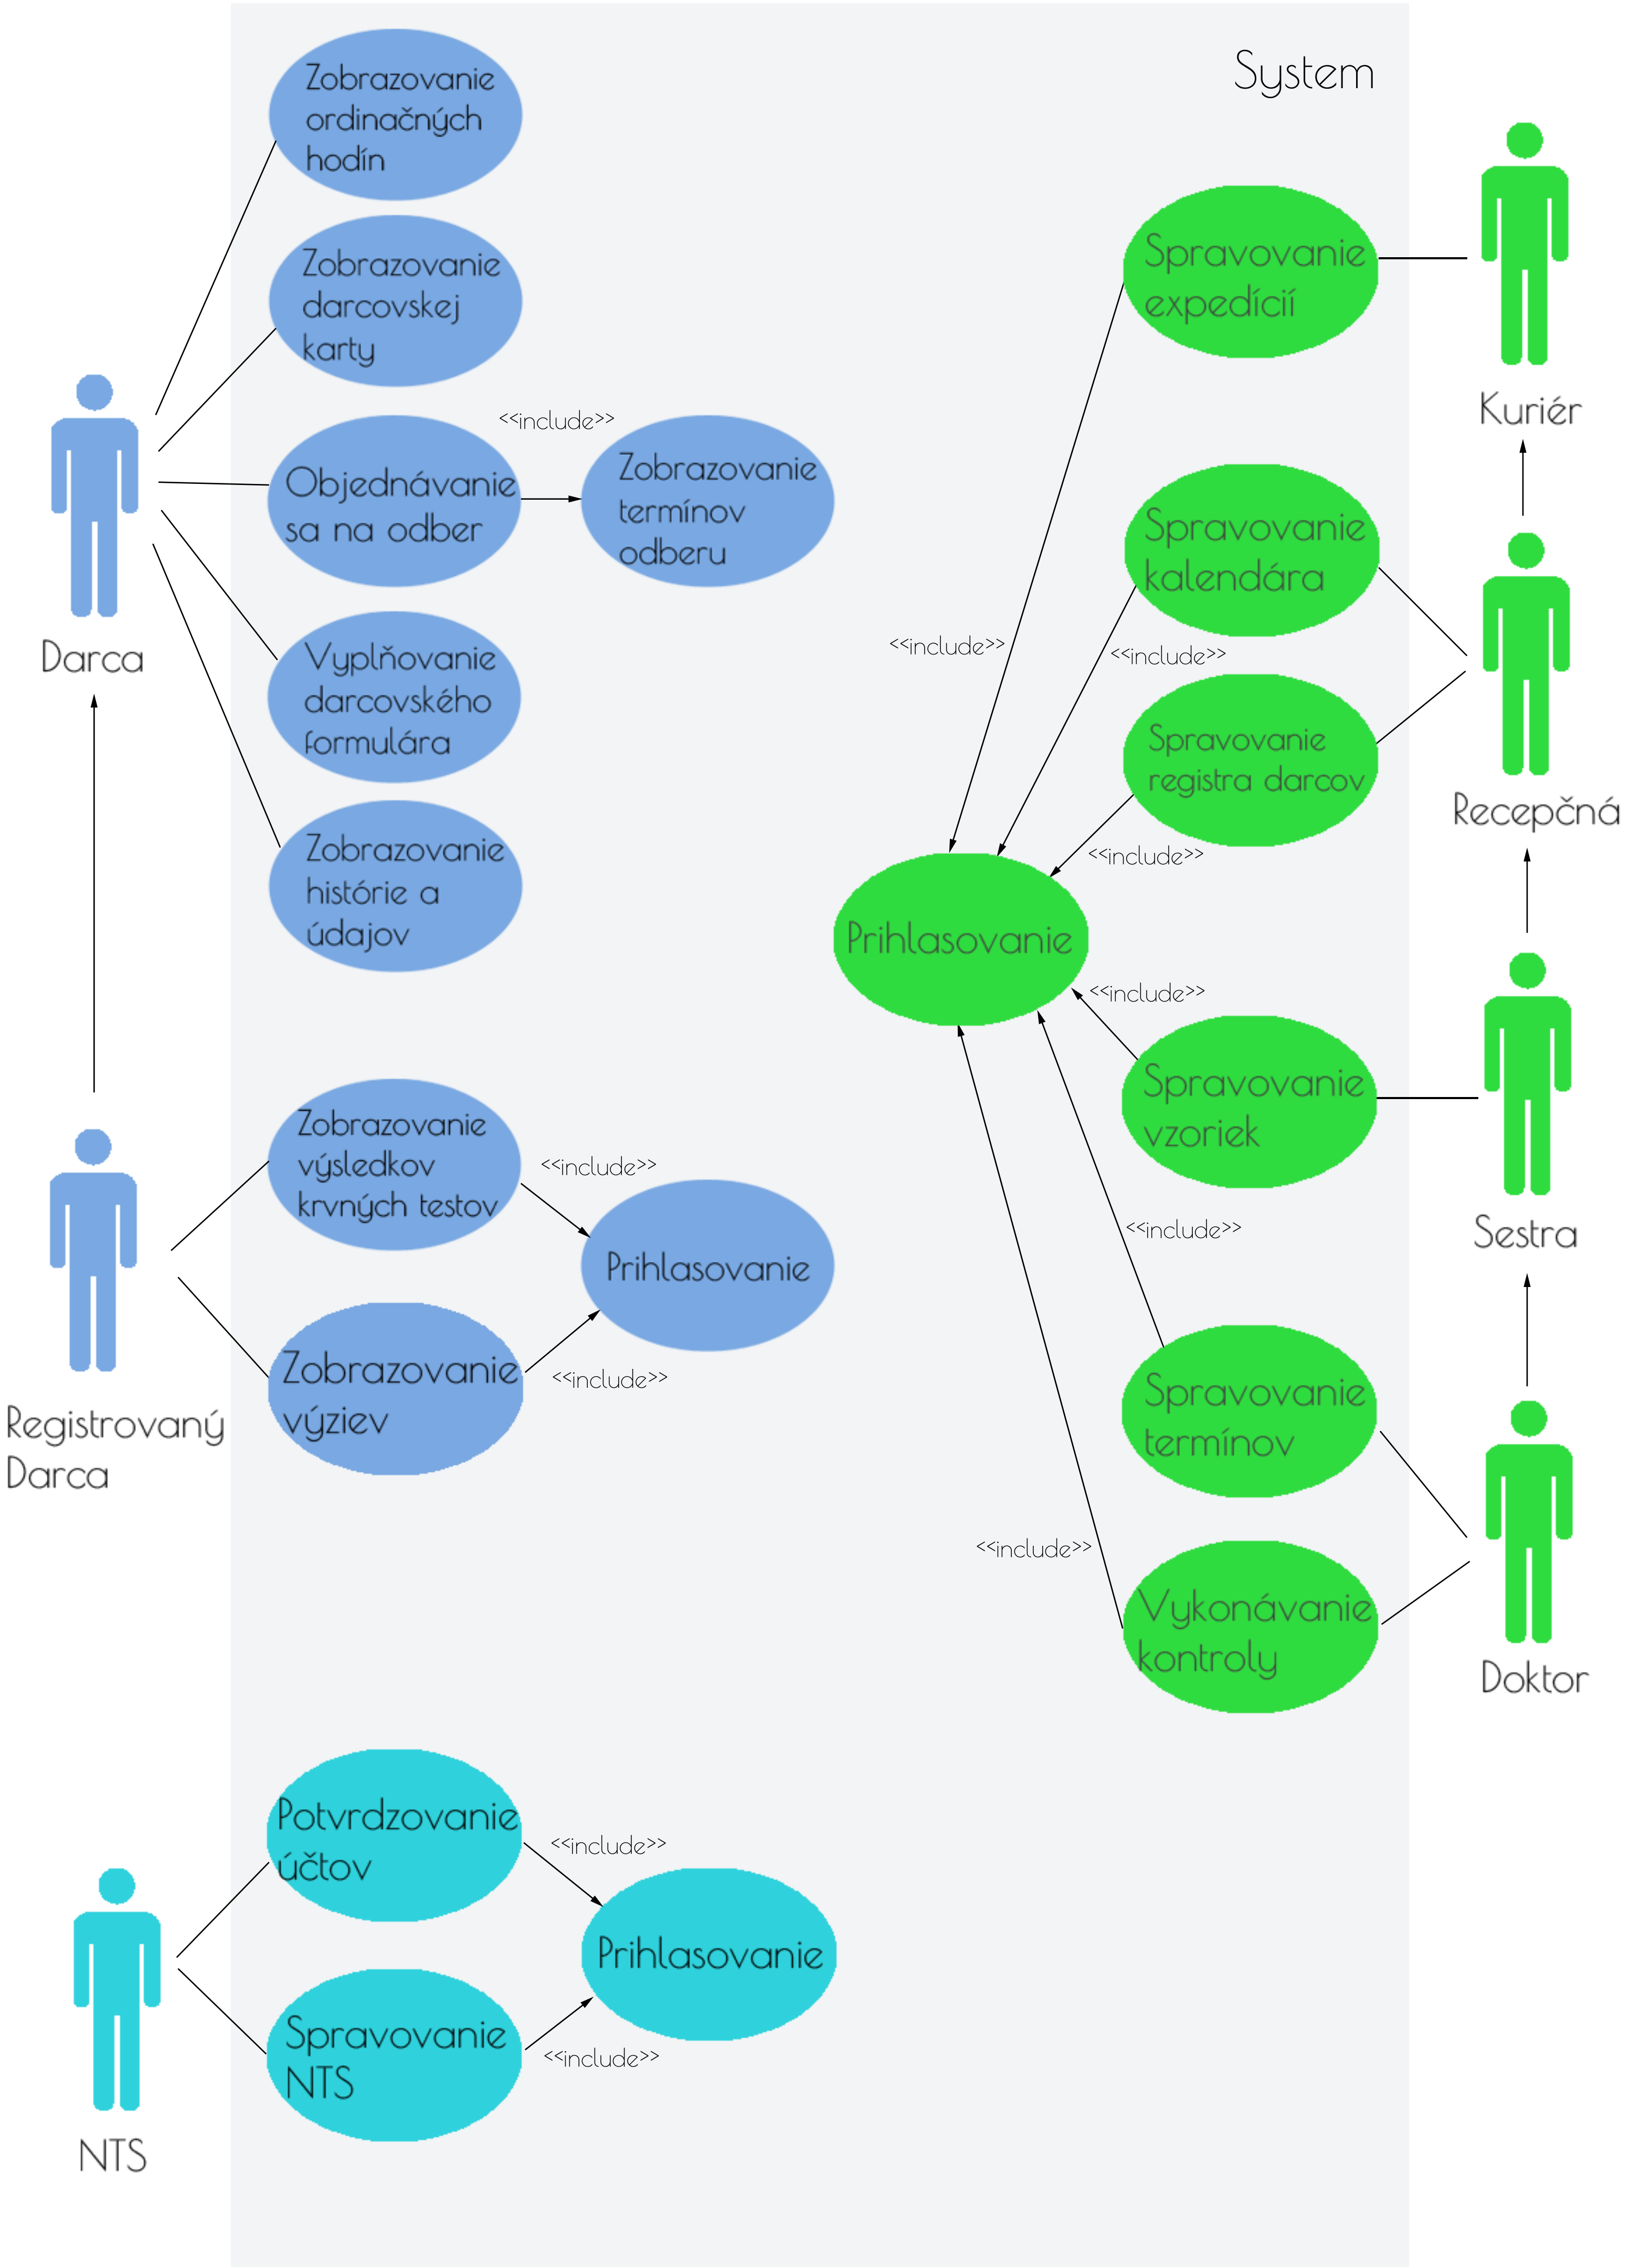 System
Zobrazovanie
ordinačných
hodín
Zobrazovanie
darcovskej
karty
Objednávanie
sa na odber
<<include>>
Zobrazovanie
termínov
odberu
Vyplňovanie
darcovského
formulára
Zobrazovanie
histórie a
údajov
Darca
Zobrazovanie
výsledkov
krvných testov
<<include>>
Prihlasovanie
Zobrazovanie
výziev
<<include>>
Registrovaný
Darca
Potvrdzovanie
účtov
<<include>>
Prihlasovanie
Spravovanie
NTS
<<include>>
NTS
Spravovanie
expedícií
Kuriér
<<include>>
Spravovanie
kalendára
<<include>>
Spravovanie
registra darcov
<<include>>
Recepčná
Prihlasovanie
<<include>>
Spravovanie
vzoriek
Sestra
<<include>>
Spravovanie
termínov
<<include>>
Vykonávanie
kontroly
Doktor